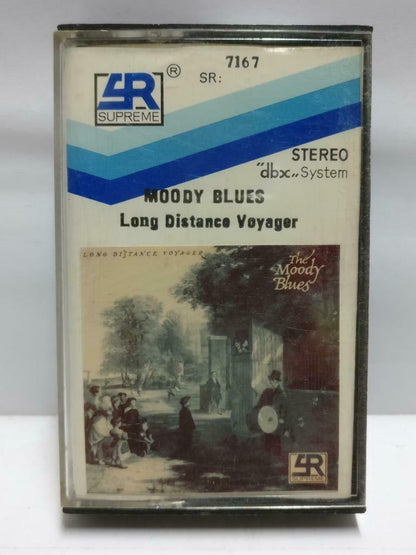 SR
SUPREME
®
7167
SR:
STEREO
"dbx„ System
MOODY BLUES
Long Distance Voyager
LONG DISTANCE VOYAGER
The
Moody
Blues
SR
SUPREME